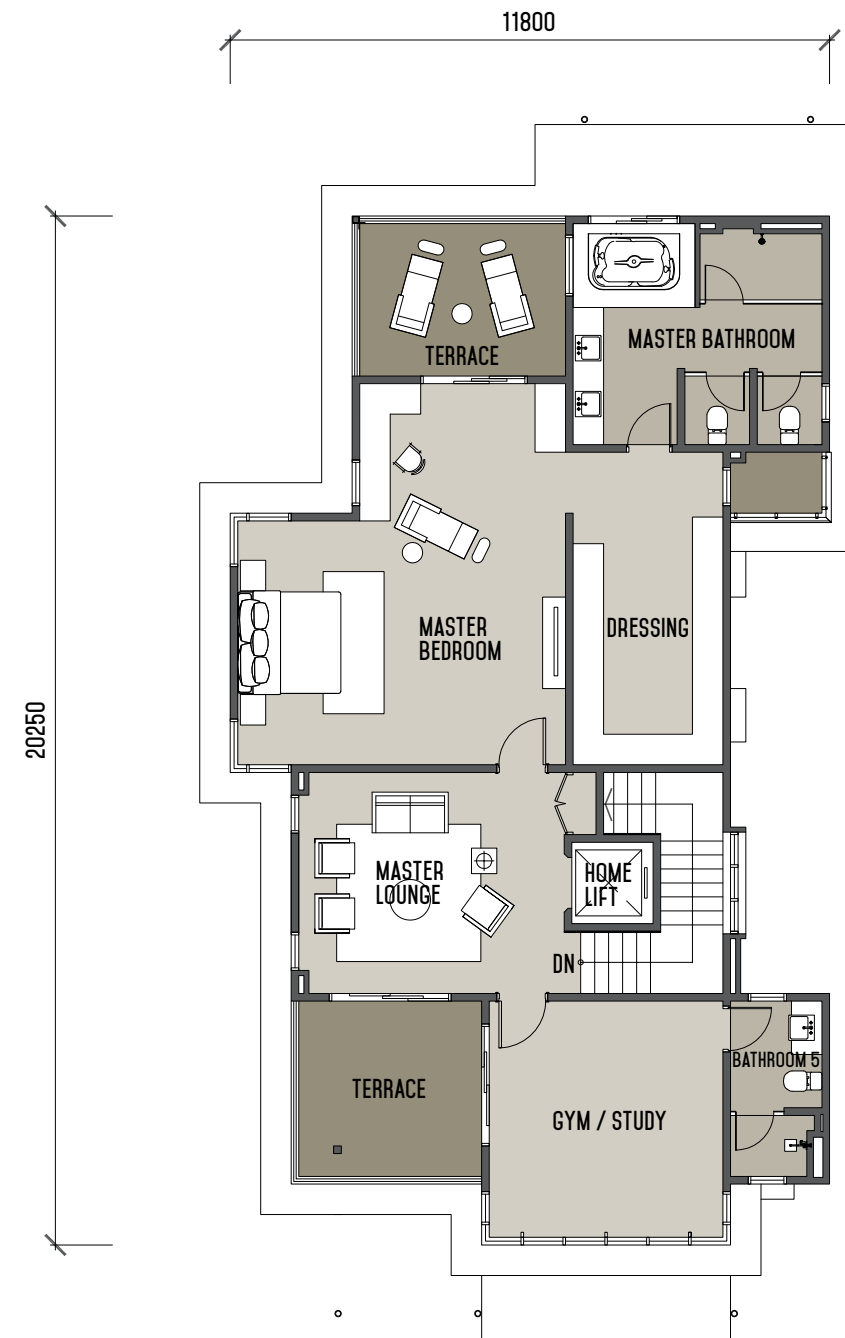 11800
TERRACE
MASTER BATHROOM
MASTER
BEDROOM
DRESSING
20250
MASTER
LOUNGE
HOME
LIFT
DN
BATHROOM 5
TERRACE
GYM / STUDY